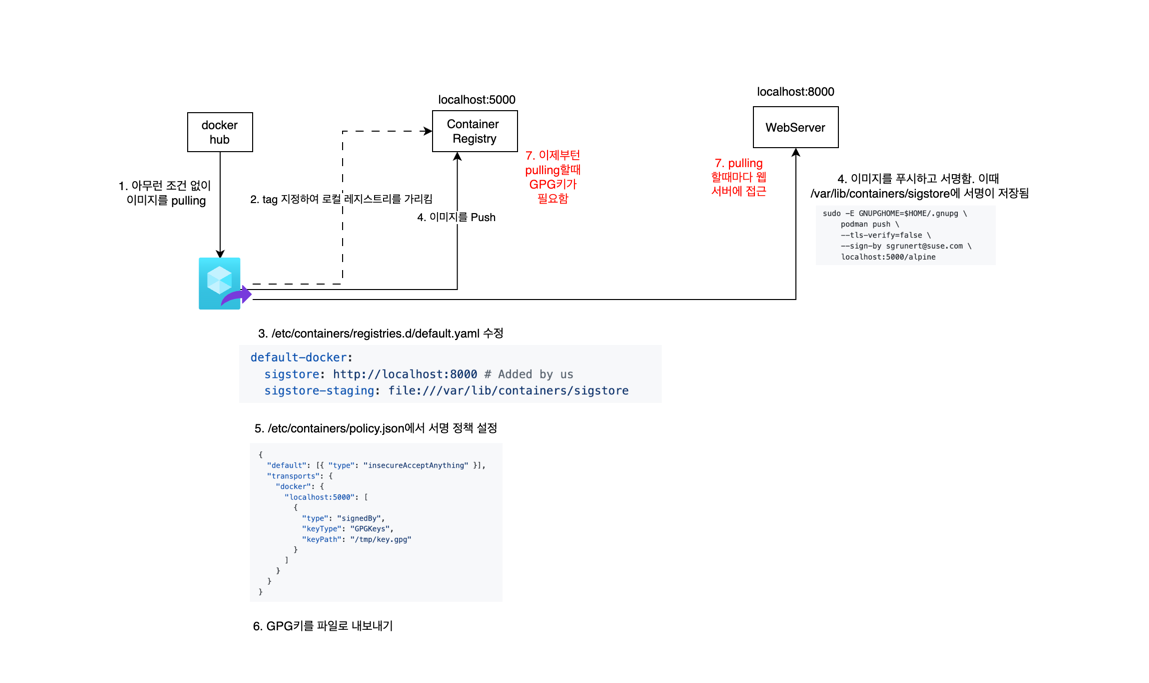 localhost:5000
localhost:8000
docker
hub
Container
Registry
WebServer
1. 아무런 조건 없이
이미지를 pulling
2. tag 지정하여 로컬 레지스트리를 가리킴
4. 이미지를 Push
7. 이제부턴
pulling할때
GPG키가
필요함
7. pulling
할때마다 웹
서버에 접근
4. 이미지를 푸시하고 서명함. 이때
/var/lib/containers/sigstore에 서명이 저장됨
sudo -E GNUPGHOME=$HOME/.gnupg \
    podman push \
    --tls-verify=false \
    --sign-by sgrunert@suse.com \
    localhost:5000/alpine
3. /etc/containers/registries.d/default.yaml 수정
default-docker:
  sigstore: http://localhost:8000 # Added by us
  sigstore-staging: file:///var/lib/containers/sigstore
5. /etc/containers/policy.json에서 서명 정책 설정
{
  "default": [{ "type": "insecureAcceptAnything" }],
  "transports": {
    "docker": {
      "localhost:5000": [
        {
          "type": "signedBy",
          "keyType": "GPGKeys",
          "keyPath": "/tmp/key.gpg"
        }
      ]
    }
  }
}
6. GPG키를 파일로 내보내기